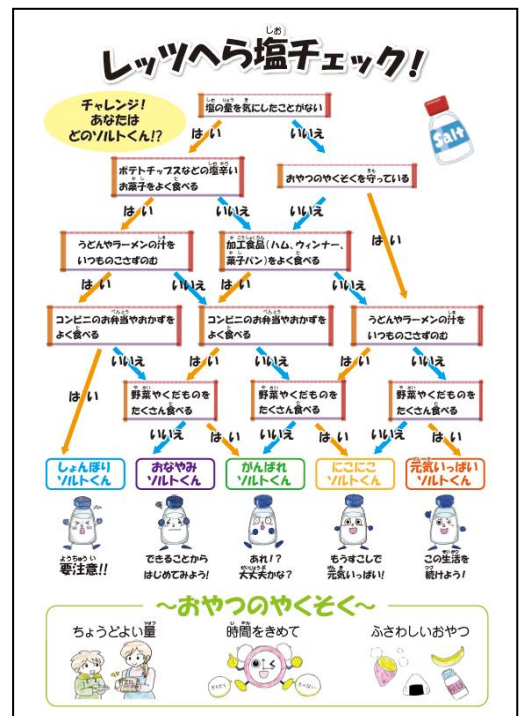 レッツへら塩チェック!
しお
チャレンジ!
あなたは
どのソルトくん!?
塩の量を気にしたことがない
しお りょう き
はい
いいえ
Salt
ポテトチップスなどの塩辛い
お菓子をよく食べる
おやつのやくそくを守っている
はい
いいえ
いいえ
はい
うどんやラーメンの汁を
いつものこさずのむ
加工食品(ハム、ウィンナー、
菓子パン)をよく食べる
はい
いいえ
はい
いいえ
コンビニのお弁当やおかずを
よく食べる
コンビニのお弁当やおかずを
よく食べる
うどんやラーメンの汁を
いつものこさずのむ
はい
いいえ
はい
いいえ
はい
いいえ
野菜やくだものを
たくさん食べる
野菜やくだものを
たくさん食べる
野菜やくだものを
たくさん食べる
いいえ
はい
いいえ
はい
いいえ
はい
しょんぼり
ソルトくん
おなやみ
ソルトくん
がんばれ
ソルトくん
にこにこ
ソルトくん
元気いっぱい
ソルトくん
ようちゅうい
要注意!!
できることから
はじめてみよう!
あれ!?
大丈夫かな?
もうすこしで
元気いっぱい!
この生活を
続けよう!
~おやつのやくそく~
ちょうどよい量
時間をきめて
ふさわしいおやつ